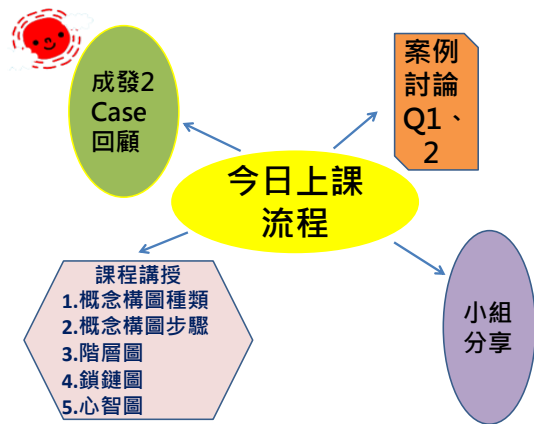 成發2
Case
回顧
案例
討論
Q1、
2
今日上課
流程
課程講授
1.概念構圖種類
2.概念構圖步驟
3.階層圖
4.鎖鏈圖
5.心智圖
小組
分享